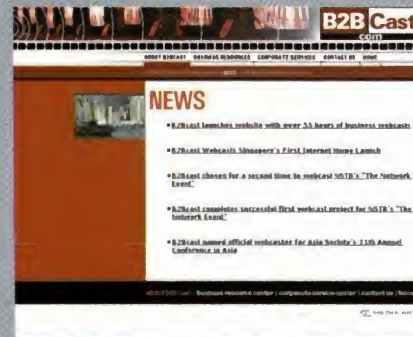 B2B Cast
com
ABOUT B2BCAST BUSINESS RESOURCES CORPORATE SERVICES CONTACT US HOME
NEWS
• B2Bcast launches website with over 55 hours of business webcasts
• B2Bcast Webcasts Singapore's First Internet Home Launch
• B2Bcast chosen for a second time to webcast NSTB's "The Network
Event"
• B2Bcast completes successful first webcast project for NSTB's "The
Network Event"
• B2Bcast named official webcaster for Asia Society's 11th Annual
Conference in Asia
about b2bcast | business resource center | corporate service center | contact us |
MEDIA